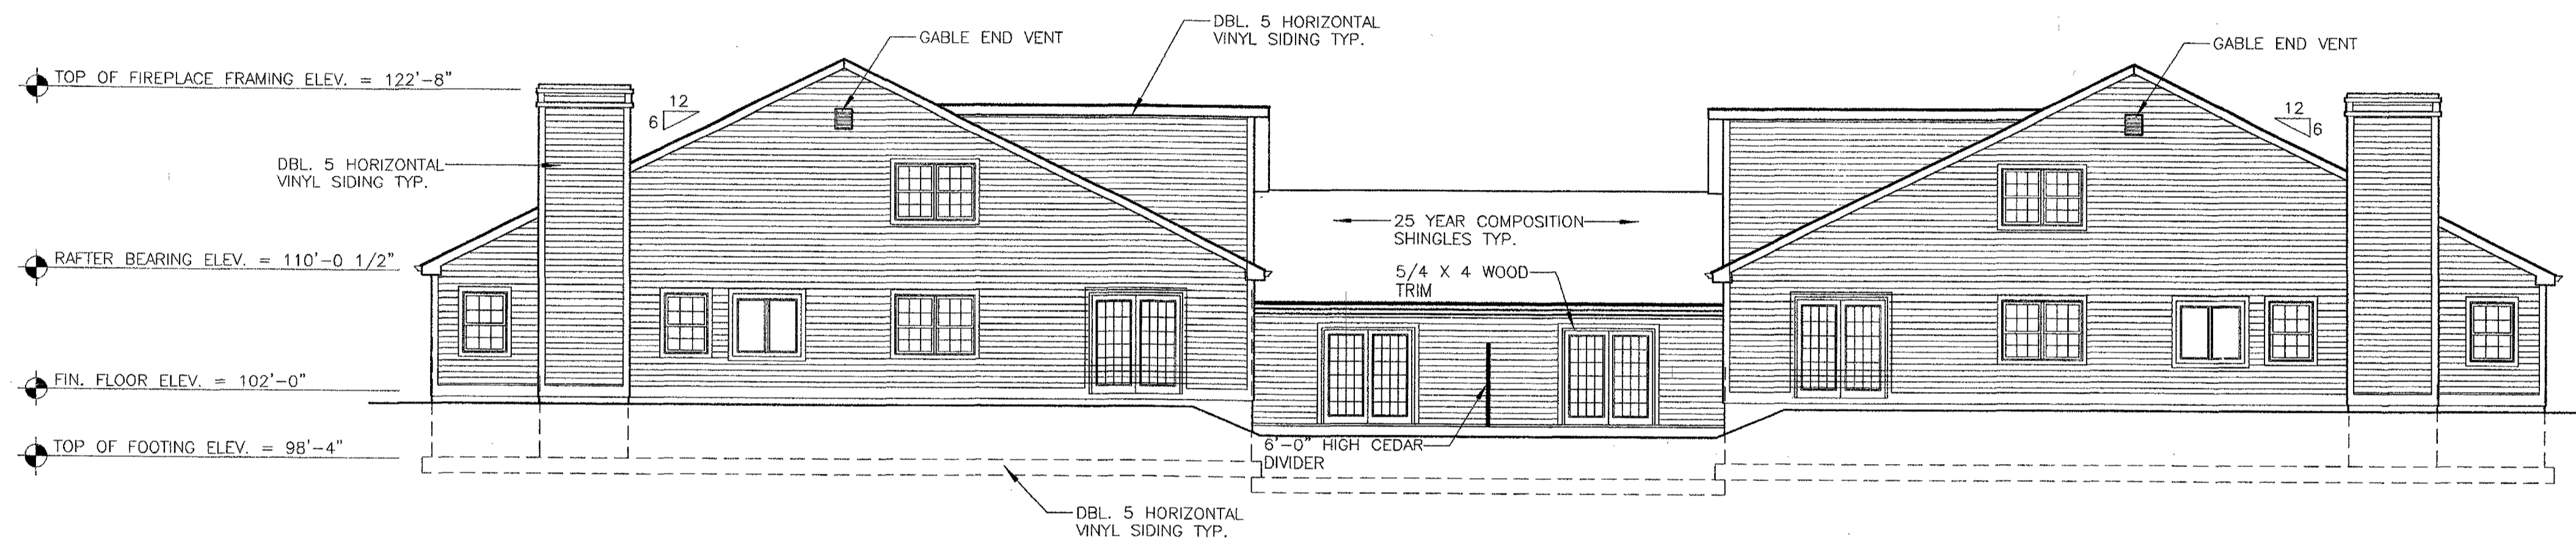 DBL. 5 HORIZONTAL
VINYL SIDING TYP.
GABLE END VENT
GABLE END VENT
TOP OF FIREPLACE FRAMING ELEV. = 122'-8"
12
6
12
6
DBL. 5 HORIZONTAL
VINYL SIDING TYP.
25 YEAR COMPOSITION
SHINGLES TYP.
RAFTER BEARING ELEV. = 110'-0 1/2"
5/4 X 4 WOOD
TRIM
FIN. FLOOR ELEV. = 102'-0"
TOP OF FOOTING ELEV. = 98'-4"
6'-0" HIGH CEDAR
DIVIDER
DBL. 5 HORIZONTAL
VINYL SIDING TYP.